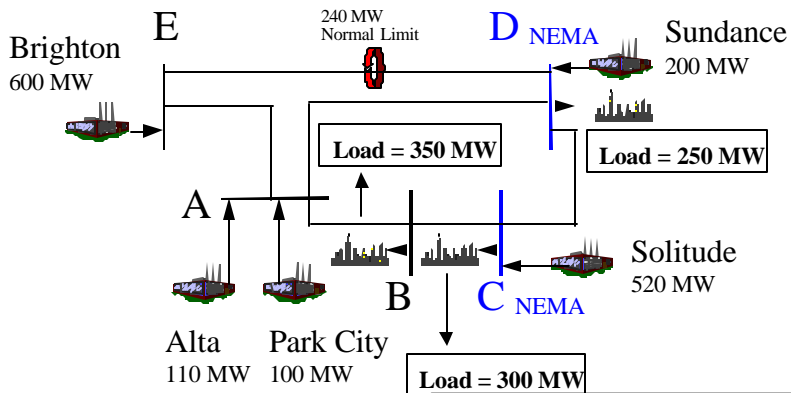 E
240 MW
Normal Limit
D NEMA
Sundance
200 MW
Brighton
600 MW
Load = 350 MW
Load = 250 MW
A
B
C NEMA
Solitude
520 MW
Alta
110 MW
Park City
100 MW
Load = 300 MW